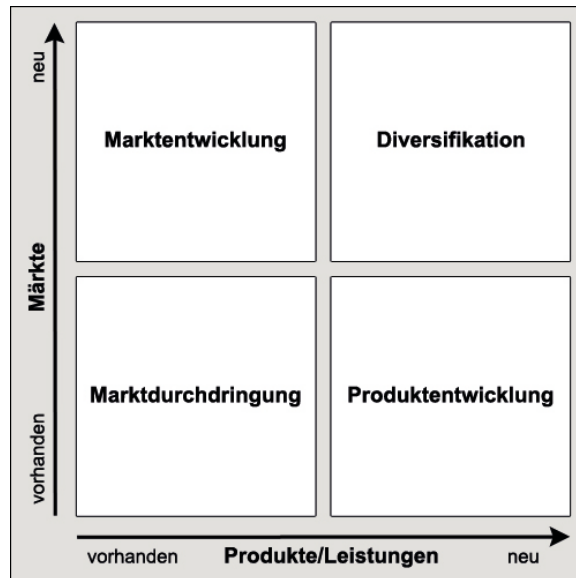 neu
Märkte
vorhanden
Marktentwicklung
Diversifikation
Marktdurchdringung
Produktentwicklung
vorhanden
Produkte/Leistungen
neu